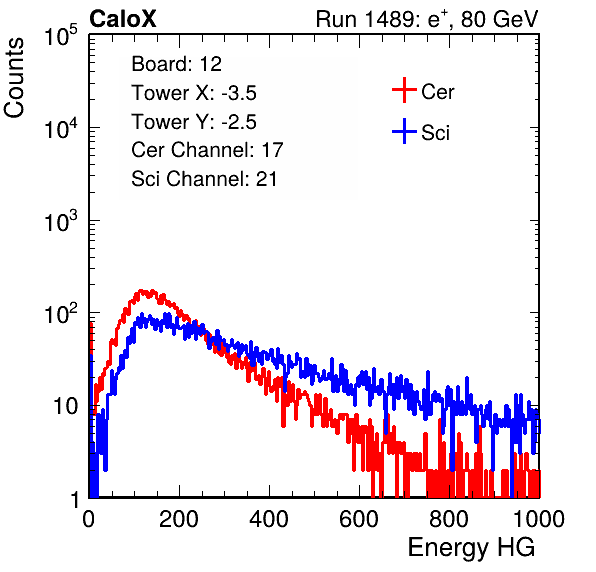 CaloX Run 1489: e⁺, 80 GeV
10⁵
Counts
Board: 12
Tower X: -3.5
Tower Y: -2.5
Cer Channel: 17
Sci Channel: 21
Cer
Sci
10⁴
10³
10²
10
1
0 200 400 600 800 1000
Energy HG